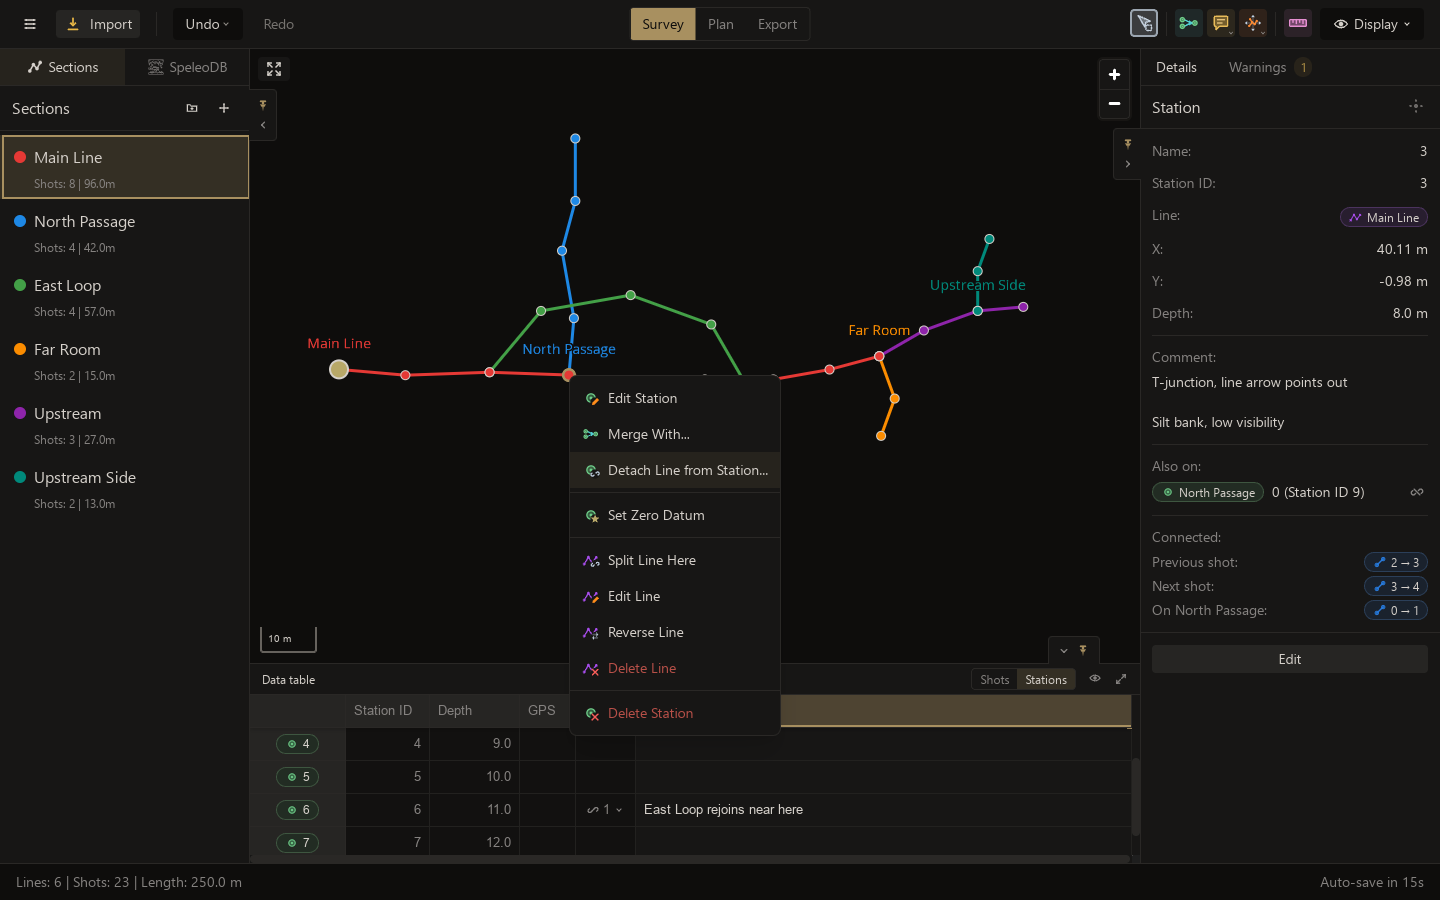 Import
Undo
Redo
Survey
Plan
Export
Display
Sections
SpeleoDB
Sections
Main Line
Shots: 8 | 96.0m
North Passage
Shots: 4 | 42.0m
East Loop
Shots: 4 | 57.0m
Far Room
Shots: 2 | 15.0m
Upstream
Shots: 3 | 27.0m
Upstream Side
Shots: 2 | 13.0m
Main Line
North Passage
Far Room
Upstream Side
10 m
Edit Station
Merge With...
Detach Line from Station...
Set Zero Datum
Split Line Here
Edit Line
Reverse Line
Delete Line
Delete Station
Data table
Shots
Stations
Station ID Depth GPS
4 4 9.0
5 5 10.0
6 6 11.0 1 East Loop rejoins near here
7 7 12.0
Details
Warnings 1
Station
Name: 3
Station ID: 3
Line: Main Line
X: 40.11 m
Y: -0.98 m
Depth: 8.0 m
Comment:
T-junction, line arrow points out
Silt bank, low visibility
Also on:
North Passage 0 (Station ID 9)
Connected:
Previous shot: 2 → 3
Next shot: 3 → 4
On North Passage: 0 → 1
Edit
Lines: 6 | Shots: 23 | Length: 250.0 m
Auto-save in 15s